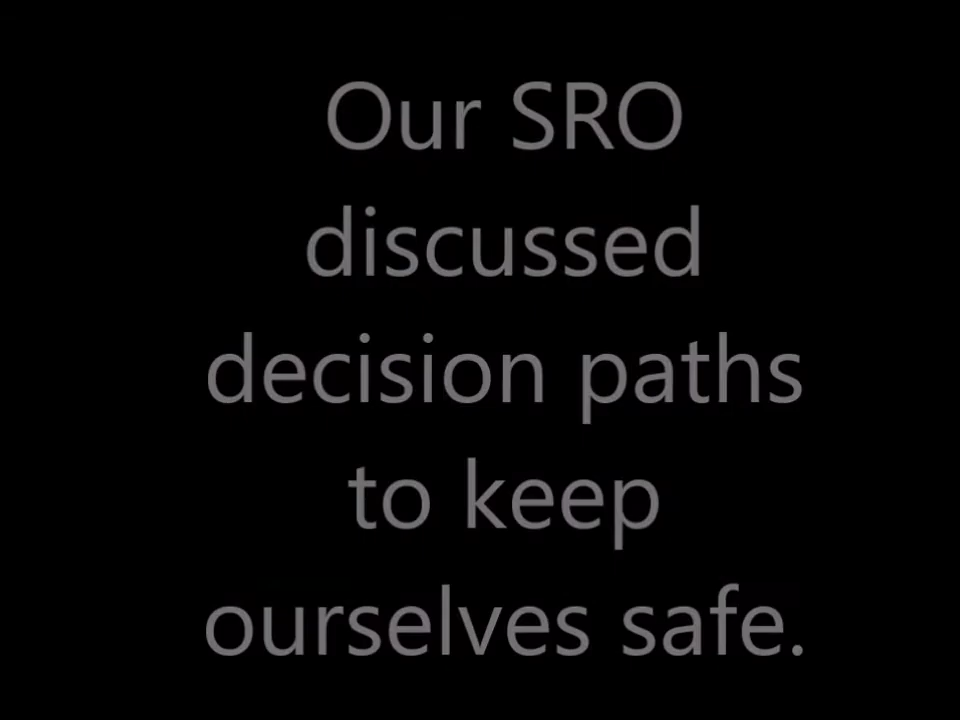 Our SRO
discussed
decision paths
to keep
ourselves safe.